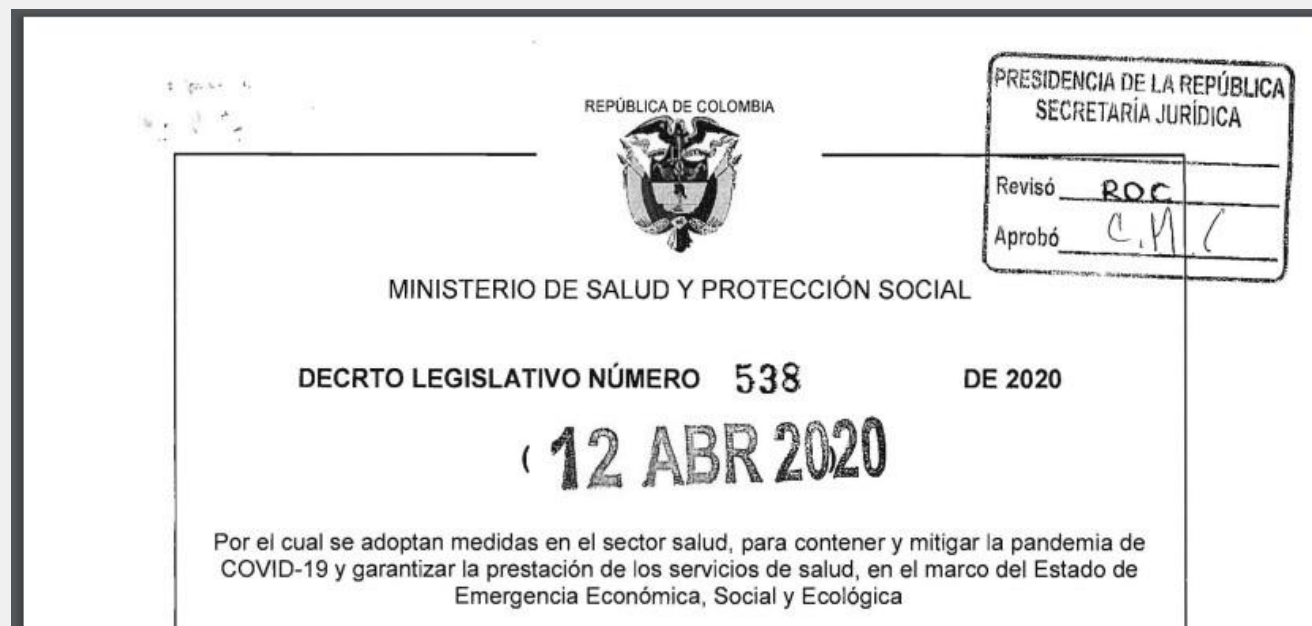 PRESIDENCIA DE LA REPÚBLICA
SECRETARÍA JURÍDICA
Revisó ROC
Aprobó C.M.C
REPÚBLICA DE COLOMBIA
MINISTERIO DE SALUD Y PROTECCIÓN SOCIAL
DECRTO LEGISLATIVO NÚMERO 538 DE 2020
( 12 ABR 2020 )
Por el cual se adoptan medidas en el sector salud, para contener y mitigar la pandemia de
COVID-19 y garantizar la prestación de los servicios de salud, en el marco del Estado de
Emergencia Económica, Social y Ecológica